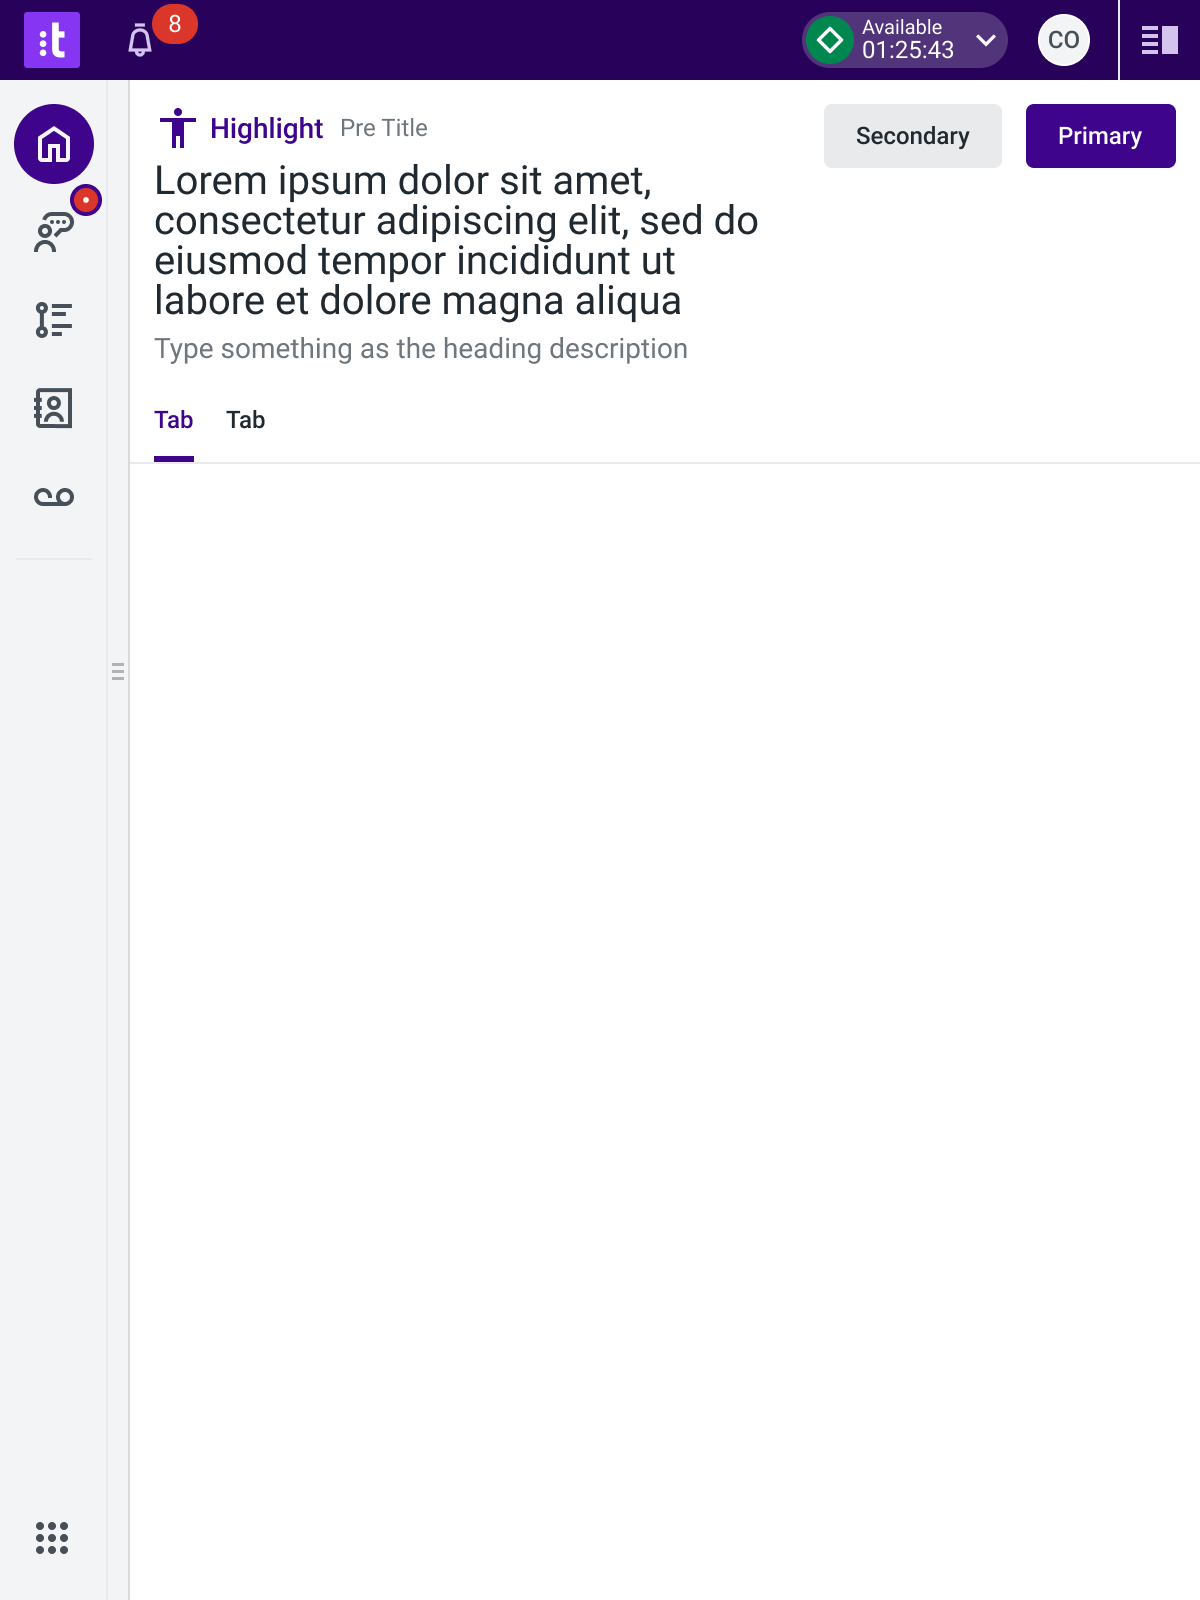 :t
8
Available
01:25:43
CO
Highlight Pre Title
Secondary
Primary
Lorem ipsum dolor sit amet,
consectetur adipiscing elit, sed do
eiusmod tempor incididunt ut
labore et dolore magna aliqua
Type something as the heading description
Tab Tab